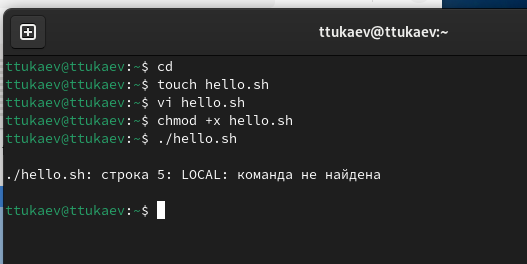 ttukaev@ttukaev:~
ttukaev@ttukaev:~$ cd
ttukaev@ttukaev:~$ touch hello.sh
ttukaev@ttukaev:~$ vi hello.sh
ttukaev@ttukaev:~$ chmod +x hello.sh
ttukaev@ttukaev:~$ ./hello.sh
./hello.sh: строка 5: LOCAL: команда не найдена
ttukaev@ttukaev:~$